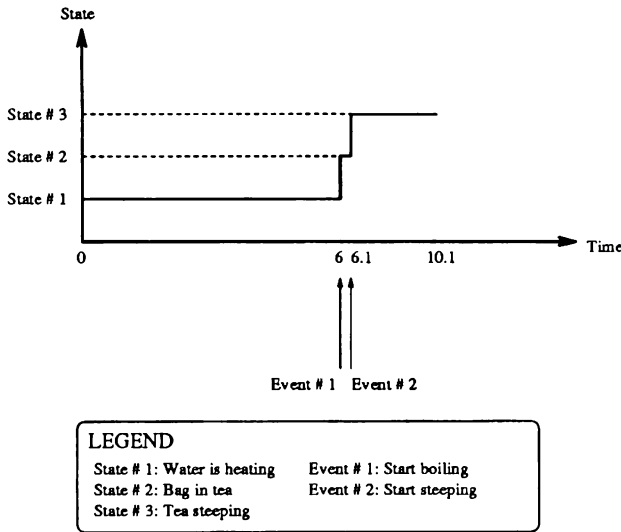 State
State # 3
State # 2
State # 1
0
6 6.1
10.1
Time
Event # 1 Event # 2
LEGEND
State # 1: Water is heating Event # 1: Start boiling
State # 2: Bag in tea Event # 2: Start steeping
State # 3: Tea steeping